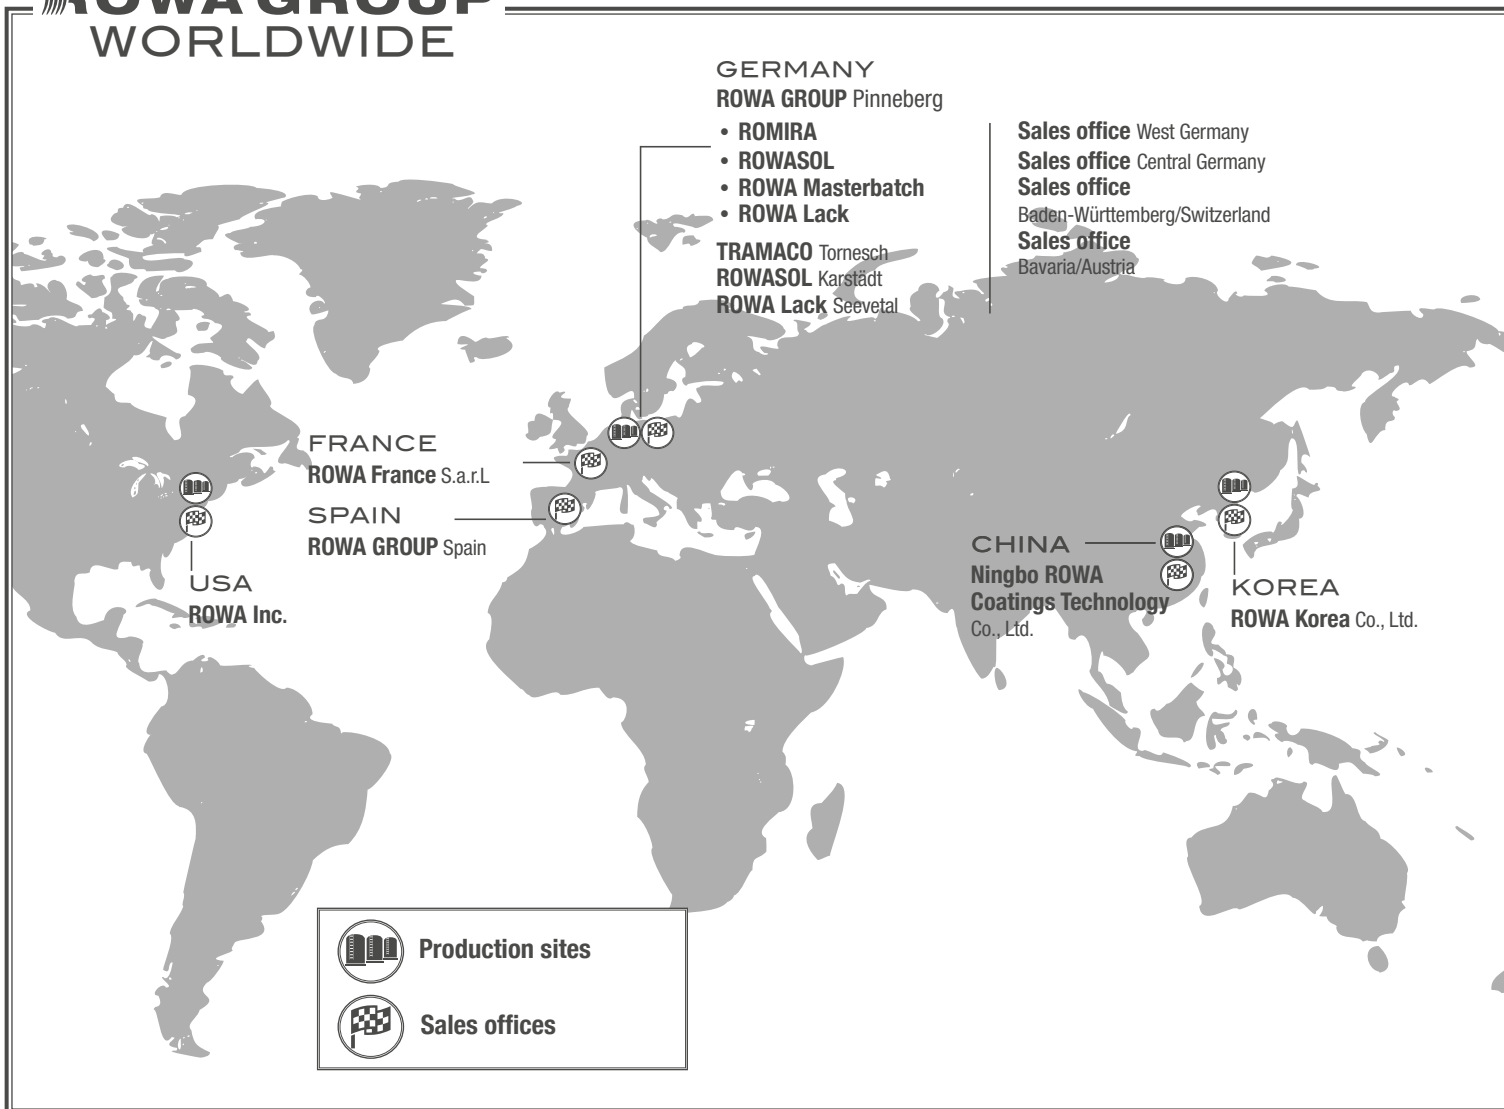 ROWA GROUP
WORLDWIDE
GERMANY
ROWA GROUP Pinneberg
• ROMIRA
• ROWASOL
• ROWA Masterbatch
• ROWA Lack
TRAMACO Tornesch
ROWASOL Karstädt
ROWA Lack Seevetal
Sales office West Germany
Sales office Central Germany
Sales office
Baden-Württemberg/Switzerland
Sales office
Bavaria/Austria
FRANCE
ROWA France S.a.r.L
SPAIN
ROWA GROUP Spain
USA
ROWA Inc.
CHINA
Ningbo ROWA
Coatings Technology
Co., Ltd.
KOREA
ROWA Korea Co., Ltd.
Production sites
Sales offices